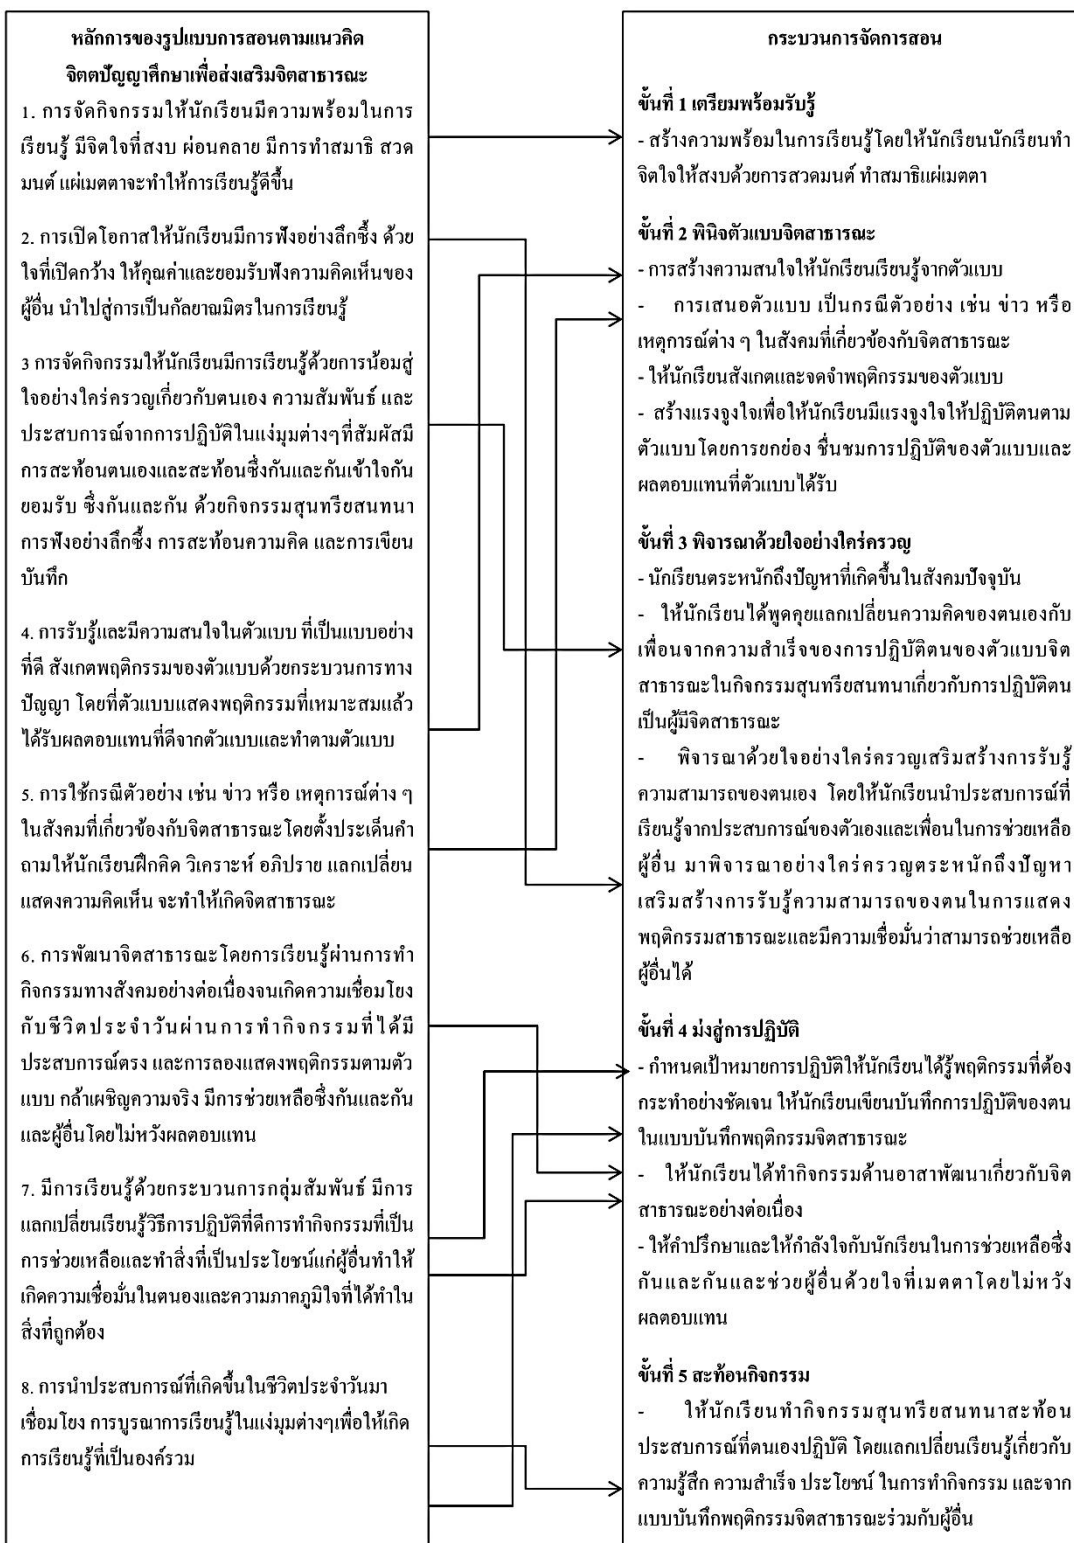 หลักการของรูปแบบการสอนตามแนวคิด
จิตตปัญญาศึกษาเพื่อส่งเสริมจิตสาธารณะ
1. การจัดกิจกรรมให้นักเรียนมีความพร้อมในการ
เรียนรู้ มีจิตใจที่สงบ ผ่อนคลาย มีการทำสมาธิ สวด
มนต์ แผ่เมตตาจะทำให้การเรียนรู้ดีขึ้น
2. การเปิดโอกาสให้นักเรียนมีการฟังอย่างลึกซึ้ง ด้วย
ใจที่เปิดกว้าง ให้คุณค่าและยอมรับฟังความคิดเห็นของ
ผู้อื่น นำไปสู่การเป็นกัลยาณมิตรในการเรียนรู้
3 การจัดกิจกรรมให้นักเรียนมีการเรียนรู้ด้วยการน้อมสู่
ใจอย่างใคร่ครวญเกี่ยวกับตนเอง ความสัมพันธ์ และ
ประสบการณ์จากการปฏิบัติในแง่มุมต่างๆที่สัมผัสมี
การสะท้อนตนเองและสะท้อนซึ่งกันและกันเข้าใจกัน
ยอมรับ ซึ่งกันและกัน ด้วยกิจกรรมสุนทรียสนทนา
การฟังอย่างลึกซึ้ง การสะท้อนความคิด และการเขียน
บันทึก
4. การรับรู้และมีความสนใจในตัวแบบ ที่เป็นแบบอย่าง
ที่ดี สังเกตพฤติกรรมของตัวแบบด้วยกระบวนการทาง
ปัญญา โดยที่ตัวแบบแสดงพฤติกรรมที่เหมาะสมแล้ว
ได้รับผลตอบแทนที่ดีจากตัวแบบและทำตามตัวแบบ
5. การใช้กรณีตัวอย่าง เช่น ข่าว หรือ เหตุการณ์ต่าง ๆ
ในสังคมที่เกี่ยวข้องกับจิตสาธารณะโดยตั้งประเด็นคำ
ถามให้นักเรียนฝึกคิด วิเคราะห์ อภิปราย แลกเปลี่ยน
แสดงความคิดเห็น จะทำให้เกิดจิตสาธารณะ
6. การพัฒนาจิตสาธารณะโดยการเรียนรู้ผ่านการทำ
กิจกรรมทางสังคมอย่างต่อเนื่องจนเกิดความเชื่อมโยง
กับชีวิตประจำวันผ่านการทำกิจกรรมที่ได้มี
ประสบการณ์ตรง และการลองแสดงพฤติกรรมตามตัว
แบบ กล้าเผชิญความจริง มีการช่วยเหลือซึ่งกันและกัน
และผู้อื่นโดยไม่หวังผลตอบแทน
7. มีการเรียนรู้ด้วยกระบวนการกลุ่มสัมพันธ์ มีการ
แลกเปลี่ยนเรียนรู้วิธีการปฏิบัติที่ดีการทำกิจกรรมที่เป็น
การช่วยเหลือและทำสิ่งที่เป็นประโยชน์แก่ผู้อื่นทำให้
เกิดความเชื่อมั่นในตนองและความภาคภูมิใจที่ได้ทำใน
สิ่งที่ถูกต้อง
8. การนำประสบการณ์ที่เกิดขึ้นในชีวิตประจำวันมา
เชื่อมโยง การบูรณาการเรียนรู้ในแง่มุมต่างๆเพื่อให้เกิด
การเรียนรู้ที่เป็นองค์รวม
กระบวนการจัดการสอน
ขั้นที่ 1 เตรียมพร้อมรับรู้
- สร้างความพร้อมในการเรียนรู้โดยให้นักเรียนนักเรียนทำ
จิตใจให้สงบด้วยการสวดมนต์ ทำสมาธิแผ่เมตตา
ขั้นที่ 2 พินิจตัวแบบจิตสาธารณะ
- การสร้างความสนใจให้นักเรียนเรียนรู้จากตัวแบบ
- การเสนอตัวแบบ เป็นกรณีตัวอย่าง เช่น ข่าว หรือ
เหตุการณ์ต่าง ๆ ในสังคมที่เกี่ยวข้องกับจิตสาธารณะ
- ให้นักเรียนสังเกตและจดจำพฤติกรรมของตัวแบบ
- สร้างแรงจูงใจเพื่อให้นักเรียนมีแรงจูงใจให้ปฏิบัติตนตาม
ตัวแบบโดยการยกย่อง ชื่นชมการปฏิบัติของตัวแบบและ
ผลตอบแทนที่ตัวแบบได้รับ
ขั้นที่ 3 พิจารณาด้วยใจอย่างใคร่ครวญ
- นักเรียนตระหนักถึงปัญหาที่เกิดขึ้นในสังคมปัจจุบัน
- ให้นักเรียนได้พูดคุยแลกเปลี่ยนความคิดของตนเองกับ
เพื่อนจากความสำเร็จของการปฏิบัติตนของตัวแบบจิต
สาธารณะในกิจกรรมสุนทรียสนทนาเกี่ยวกับการปฏิบัติตน
เป็นผู้มีจิตสาธารณะ
- พิจารณาด้วยใจอย่างใคร่ครวญเสริมสร้างการรับรู้
ความสามารถของตนเอง โดยให้นักเรียนนำประสบการณ์ที่
เรียนรู้จากประสบการณ์ของตัวเองและเพื่อนในการช่วยเหลือ
ผู้อื่น มาพิจารณาอย่างใคร่ครวญตระหนักถึงปัญหา
เสริมสร้างการรับรู้ความสามารถของตนในการแสดง
พฤติกรรมสาธารณะและมีความเชื่อมั่นว่าสามารถช่วยเหลือ
ผู้อื่นได้
ขั้นที่ 4 มุ่งสู่การปฏิบัติ
- กำหนดเป้าหมายการปฏิบัติให้นักเรียนได้รู้พฤติกรรมที่ต้อง
กระทำอย่างชัดเจน ให้นักเรียนเขียนบันทึกการปฏิบัติของตน
ในแบบบันทึกพฤติกรรมจิตสาธารณะ
- ให้นักเรียนได้ทำกิจกรรมด้านอาสาพัฒนาเกี่ยวกับจิต
สาธารณะอย่างต่อเนื่อง
- ให้คำปรึกษาและให้กำลังใจกับนักเรียนในการช่วยเหลือซึ่ง
กันและกันและช่วยผู้อื่นด้วยใจที่เมตตาโดยไม่หวัง
ผลตอบแทน
ขั้นที่ 5 สะท้อนกิจกรรม
- ให้นักเรียนทำกิจกรรมสุนทรียสนทนาสะท้อน
ประสบการณ์ที่ตนเองปฏิบัติ โดยแลกเปลี่ยนเรียนรู้เกี่ยวกับ
ความรู้สึก ความสำเร็จ ประโยชน์ ในการทำกิจกรรม และจาก
แบบบันทึกพฤติกรรมจิตสาธารณะร่วมกับผู้อื่น